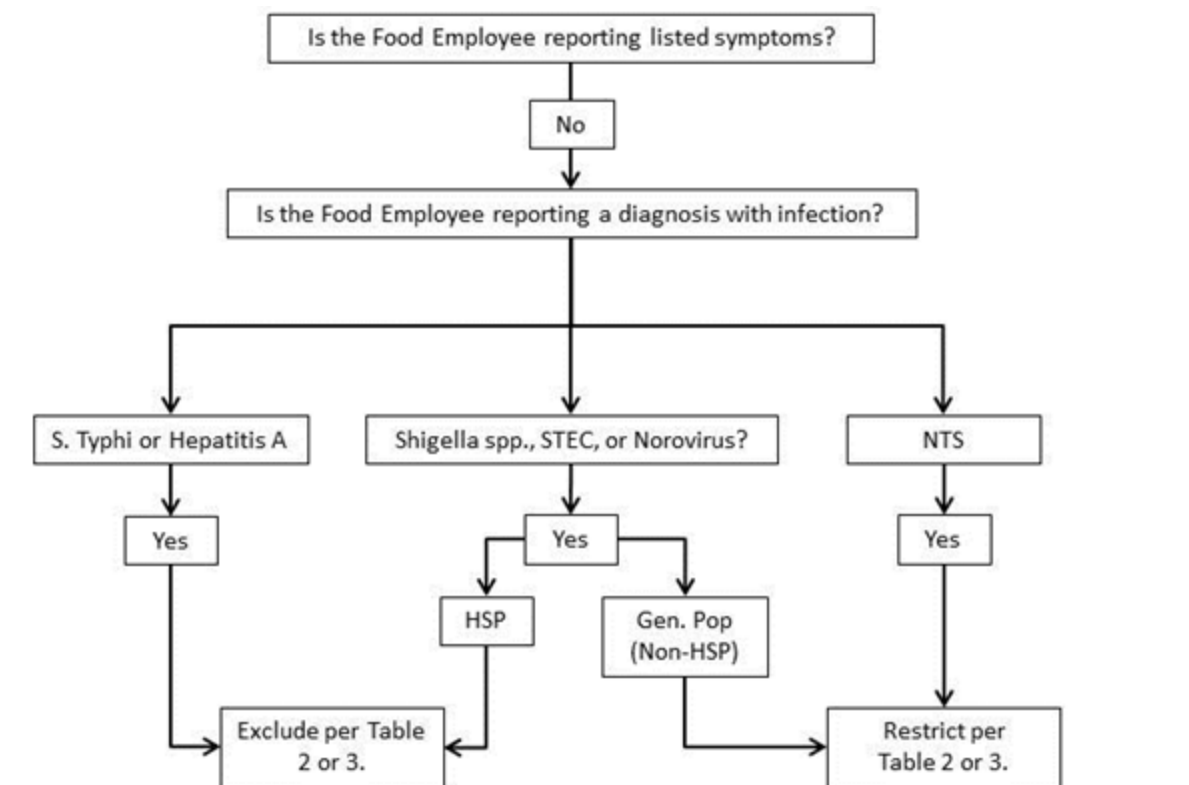 Is the Food Employee reporting listed symptoms?
No
Is the Food Employee reporting a diagnosis with infection?
S. Typhi or Hepatitis A
Shigella spp., STEC, or Norovirus?
NTS
Yes
Yes
Yes
HSP
Gen. Pop
(Non-HSP)
Exclude per Table
2 or 3.
Restrict per
Table 2 or 3.